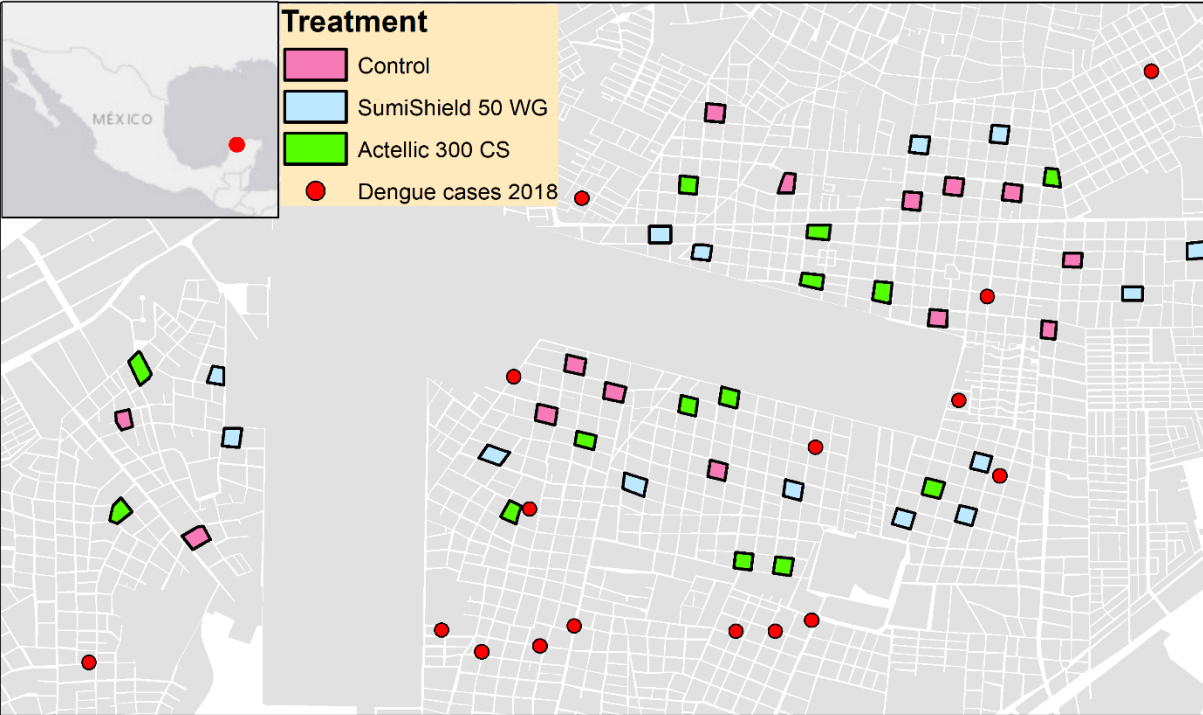 MÉXICO
Treatment
Control
SumiShield 50 WG
Actellic 300 CS
Dengue cases 2018